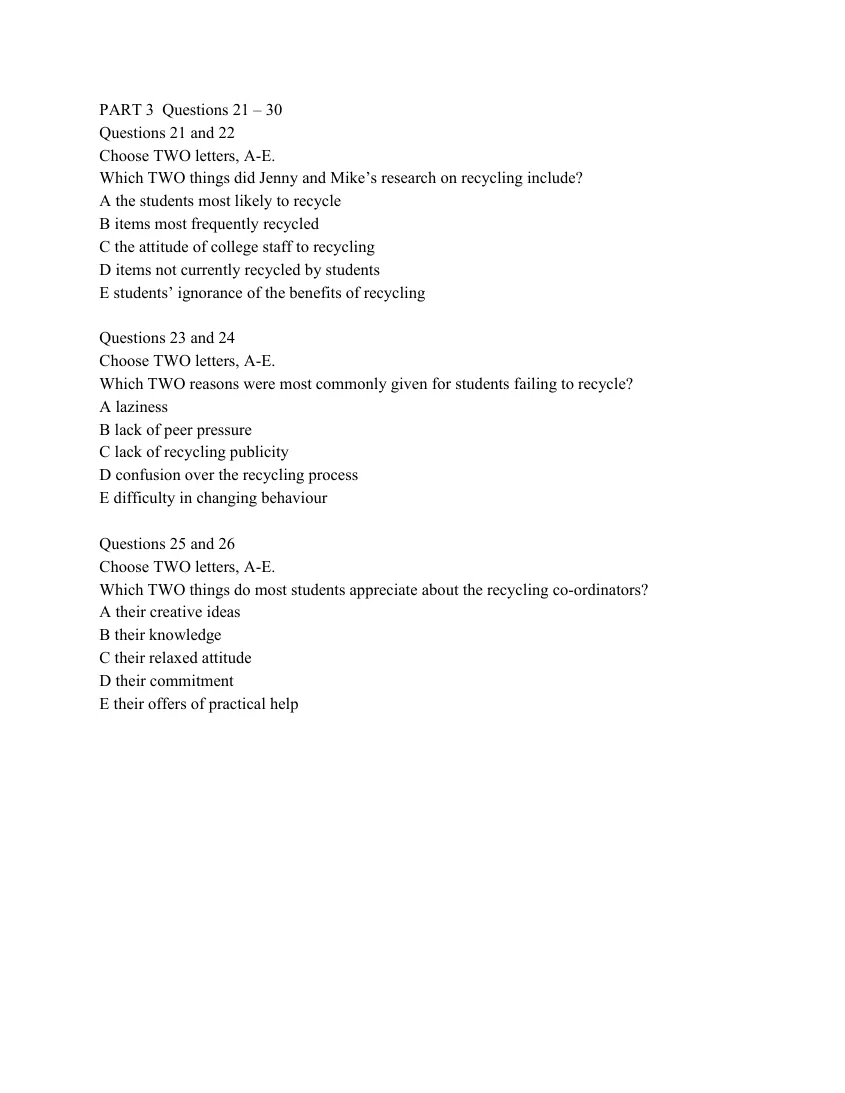 PART 3  Questions 21 – 30
Questions 21 and 22
Choose TWO letters, A-E.
Which TWO things did Jenny and Mike’s research on recycling include?
A the students most likely to recycle
B items most frequently recycled
C the attitude of college staff to recycling
D items not currently recycled by students
E students’ ignorance of the benefits of recycling
Questions 23 and 24
Choose TWO letters, A-E.
Which TWO reasons were most commonly given for students failing to recycle?
A laziness
B lack of peer pressure
C lack of recycling publicity
D confusion over the recycling process
E difficulty in changing behaviour
Questions 25 and 26
Choose TWO letters, A-E.
Which TWO things do most students appreciate about the recycling co-ordinators?
A their creative ideas
B their knowledge
C their relaxed attitude
D their commitment
E their offers of practical help